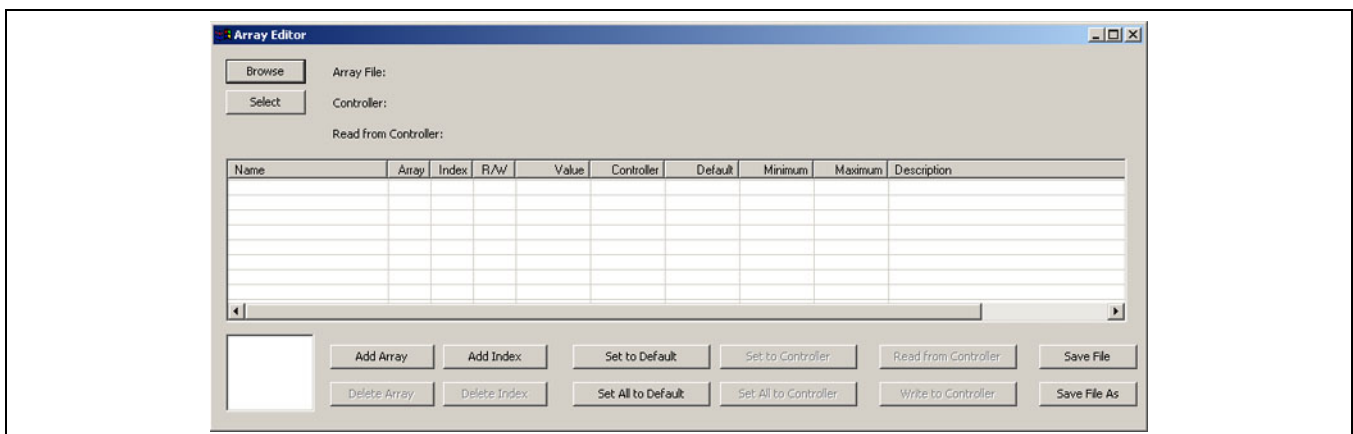 Array Editor
Browse Array File:
Select Controller:
Read from Controller:
Name Array Index R/W Value Controller Default Minimum Maximum Description
Add Array Add Index Set to Default Set to Controller Read from Controller Save File
Delete Array Delete Index Set All to Default Set All to Controller Write to Controller Save File As